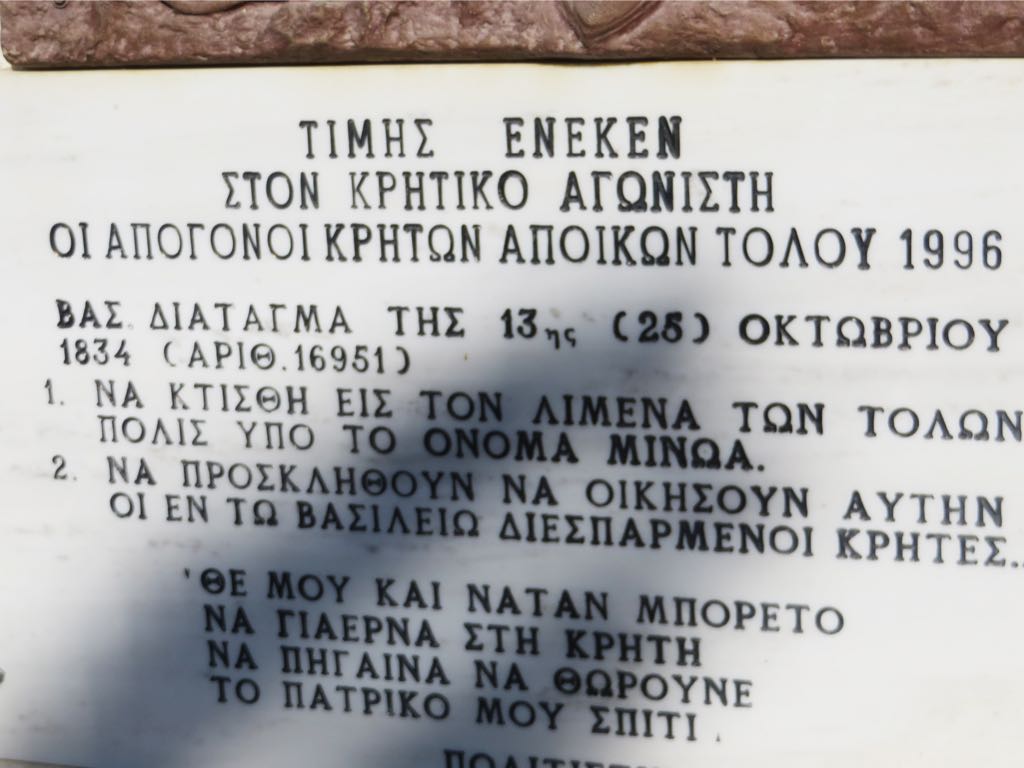 ΤΙΜΗΣ ΕΝΕΚΕΝ
ΣΤΟΝ ΚΡΗΤΙΚΟ ΑΓΩΝΙΣΤΗ
ΟΙ ΑΠΟΓΟΝΟΙ ΚΡΗΤΩΝ ΑΠΟΙΚΩΝ ΤΟΛΟΥ 1996
ΒΑΣ. ΔΙΑΤΑΓΜΑ ΤΗΣ 13ης (25) ΟΚΤΩΒΡΙΟΥ
1834 (ΑΡΙΘ.16951)
1. ΝΑ ΚΤΙΣΘΗ ΕΙΣ ΤΟΝ ΛΙΜΕΝΑ ΤΩΝ ΤΟΛΩΝ
ΠΟΛΙΣ ΥΠΟ ΤΟ ΟΝΟΜΑ ΜΙΝΩΑ.
2. ΝΑ ΠΡΟΣΚΛΗΘΟΥΝ ΝΑ ΟΙΚΗΣΟΥΝ ΑΥΤΗΝ
ΟΙ ΕΝ ΤΩ ΒΑΣΙΛΕΙΩ ΔΙΕΣΠΑΡΜΕΝΟΙ ΚΡΗΤΕΣ..
'ΘΕ ΜΟΥ ΚΑΙ ΝΑΤΑΝ ΜΠΟΡΕΤΟ
ΝΑ ΓΙΑΕΡΝΑ ΣΤΗ ΚΡΗΤΗ
ΝΑ ΠΗΓΑΙΝΑ ΝΑ ΘΩΡΟΥΝΕ
ΤΟ ΠΑΤΡΙΚΟ ΜΟΥ ΣΠΙΤΙ.